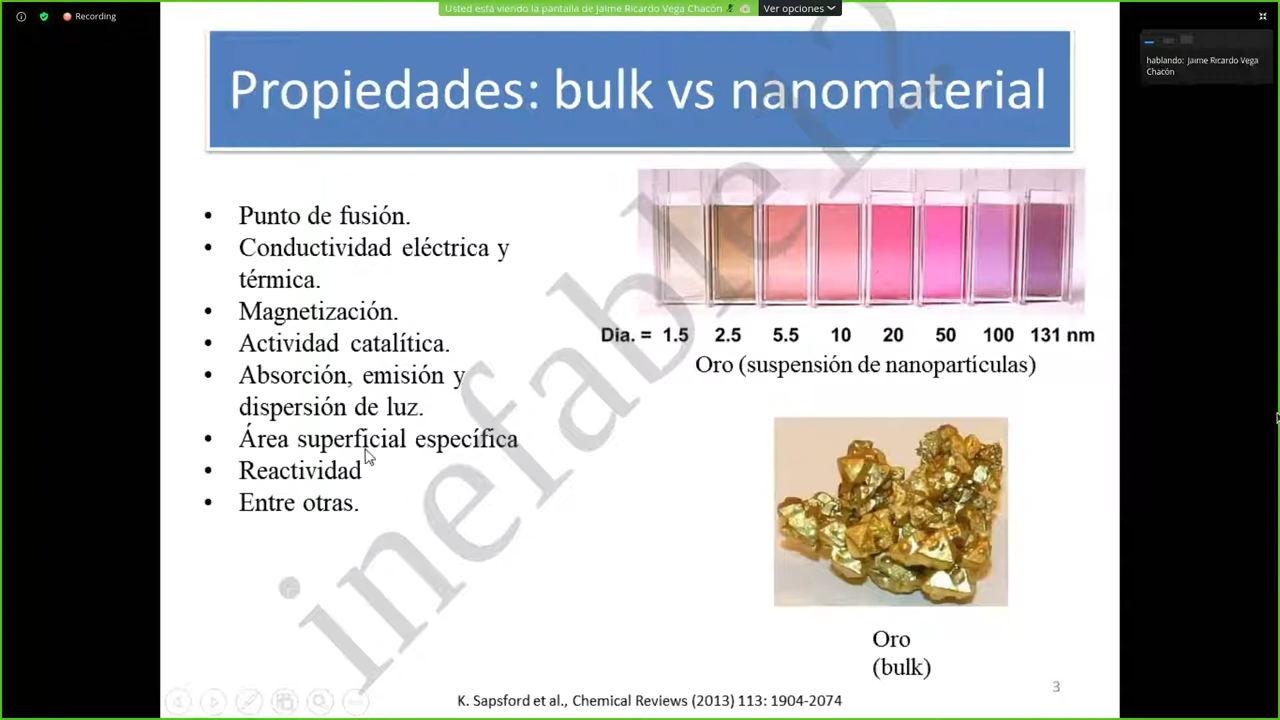 Recording
Usted está viendo la pantalla de Jaime Ricardo Vega Chacón
Ver opciones
hablando: Jaime Ricardo Vega
Chacón
Propiedades: bulk vs nanomaterial
• Punto de fusión.
• Conductividad eléctrica y
térmica.
• Magnetización.
• Actividad catalítica.
• Absorción, emisión y
dispersión de luz.
• Área superficial específica
• Reactividad
• Entre otras.
Dia. = 1.5 2.5 5.5 10 20 50 100 131 nm
Oro (suspensión de nanopartículas)
Oro
(bulk)
3
K. Sapsford et al., Chemical Reviews (2013) 113: 1904-2074
inefable12